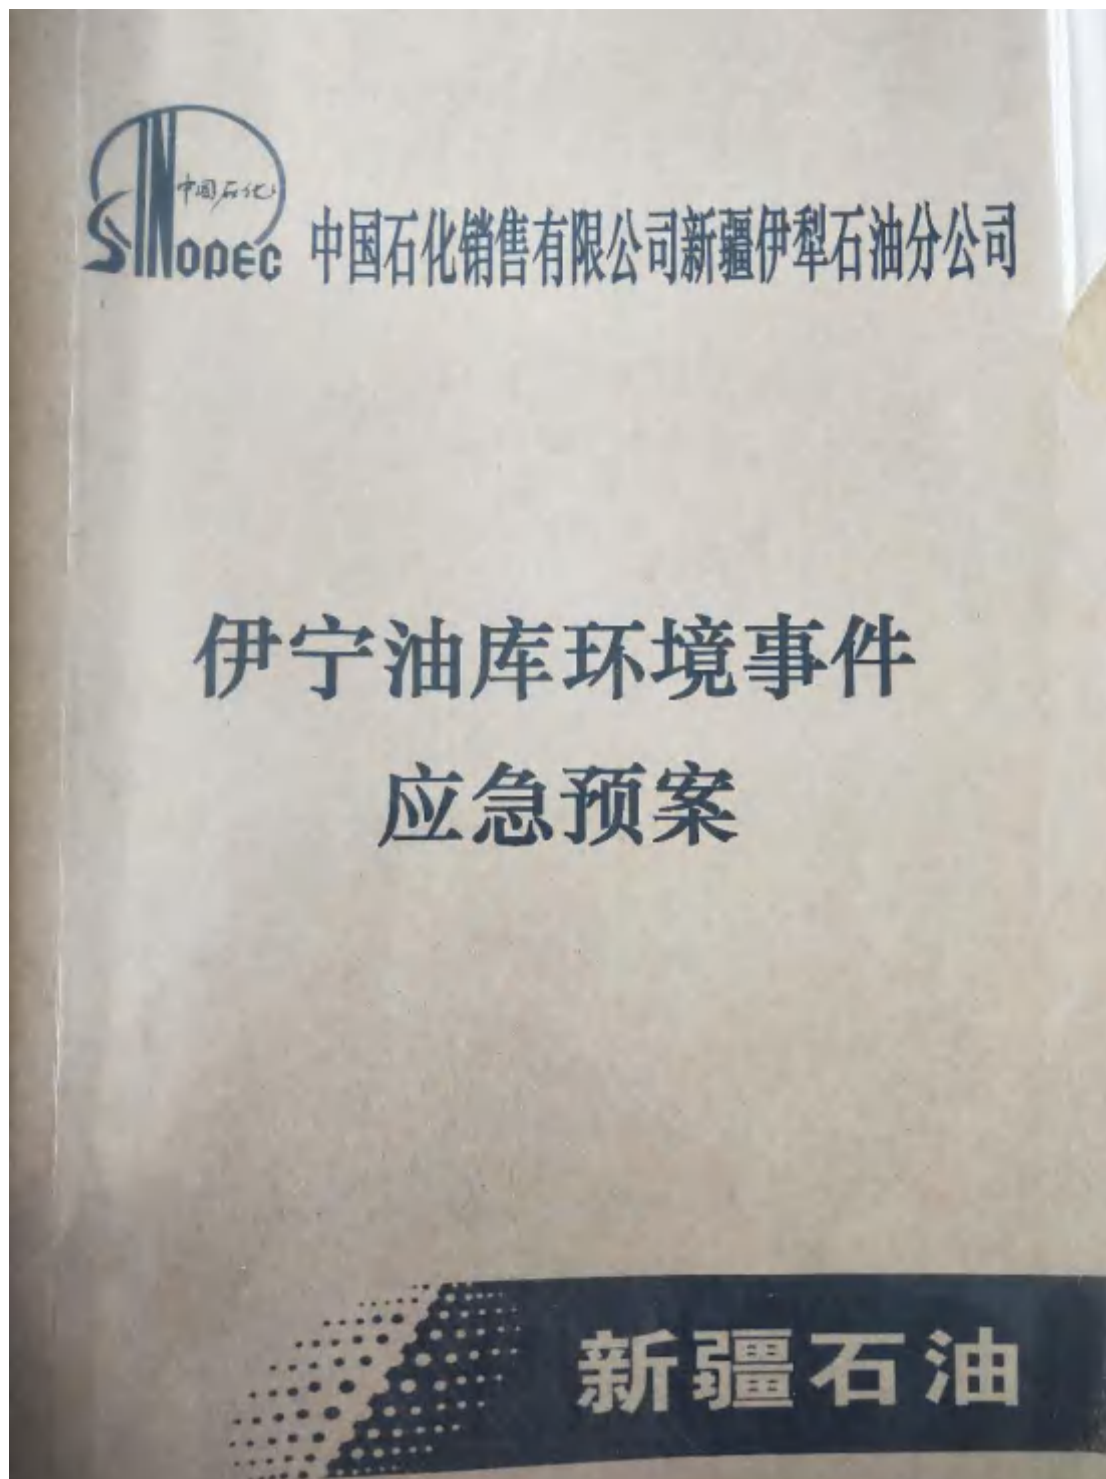 中国石化
SINOPEC
中国石化销售有限公司新疆伊犁石油分公司
伊宁油库环境事件
应急预案
新疆石油